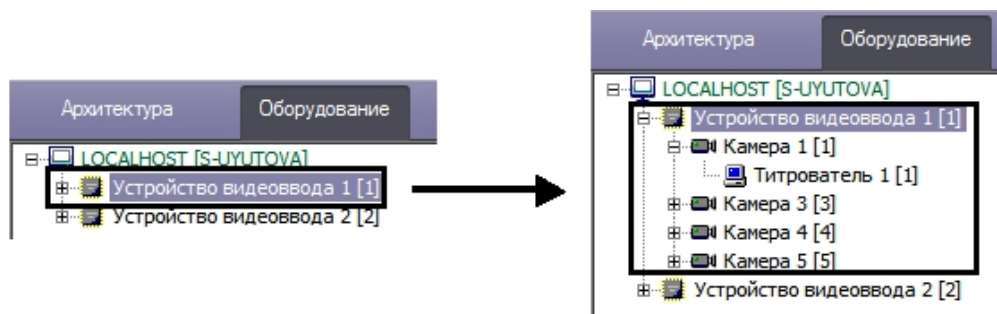 Архитектура Оборудование
LOCALHOST [S-UYUTOVA]
Устройство видеоввода 1 [1]
Устройство видеоввода 2 [2]
Архитектура Оборудование
LOCALHOST [S-UYUTOVA]
Устройство видеоввода 1 [1]
Камера 1 [1]
Титрователь 1 [1]
Камера 3 [3]
Камера 4 [4]
Камера 5 [5]
Устройство видеоввода 2 [2]